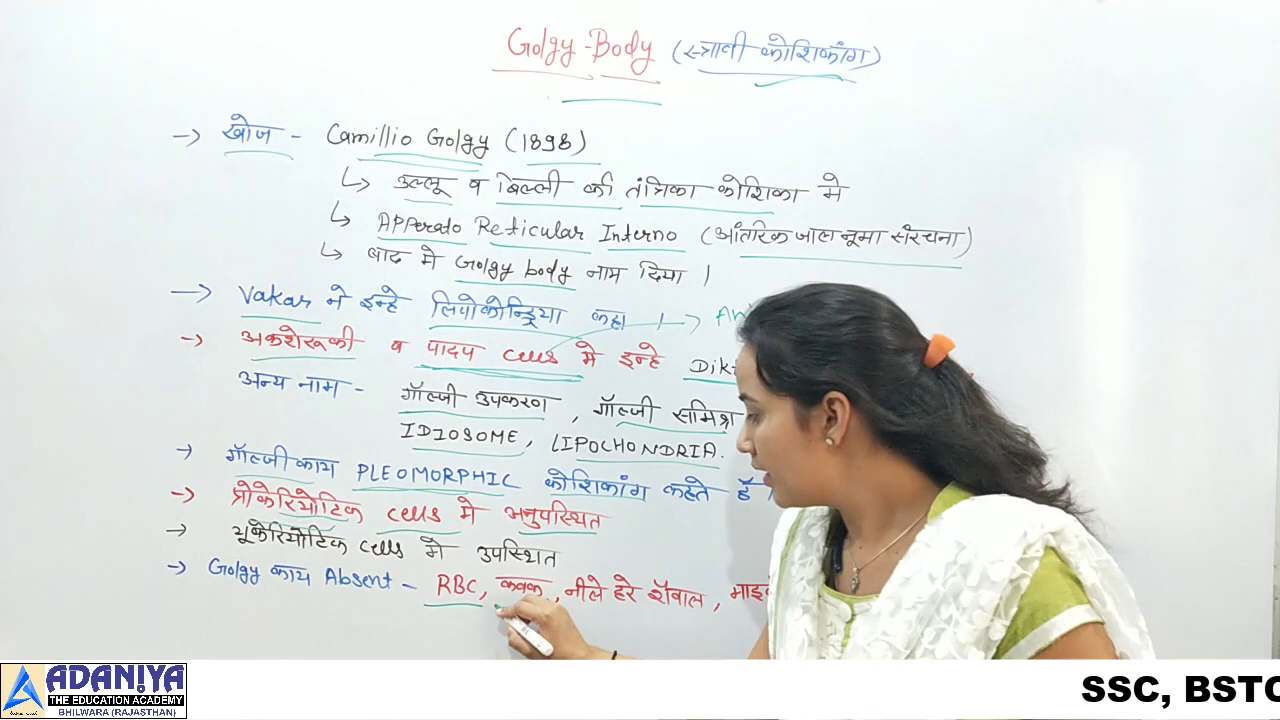 Golgy-Body (स्त्रावी कोशिकांग)
→ खोज - Camillio Golgy (1898)
↳ उल्लू व बिल्ली की तंत्रिका कोशिका मे
↳ Apperato Reticular Interno (आंतरिक जाल नूमा संरचना)
↳ बाद मे Golgy body नाम दिया ।
→ Vakar ने इन्हे लिपोकोन्ड्रिया कहा ।
→ अकशेरूकी व पादप cells मे इन्हे
अन्य नाम - गॉल्जी उपकरण , गॉल्जी समिश्र
IDIOSOME, LIPOCHONDRIA.
→ गॉल्जीकाय PLEOMORPHIC कोशिकांग कहते हैं ।
→ प्रोकेरियोटिक cells मे अनुपस्थित
→ यूकेरियोटिक cells मे उपस्थित
→ Golgy काय Absent - RBC, कवक, नीले हरे शैवाल,
ADANIYA
THE EDUCATION ACADEMY
BHILWARA (RAJASTHAN)
SSC, BSTC